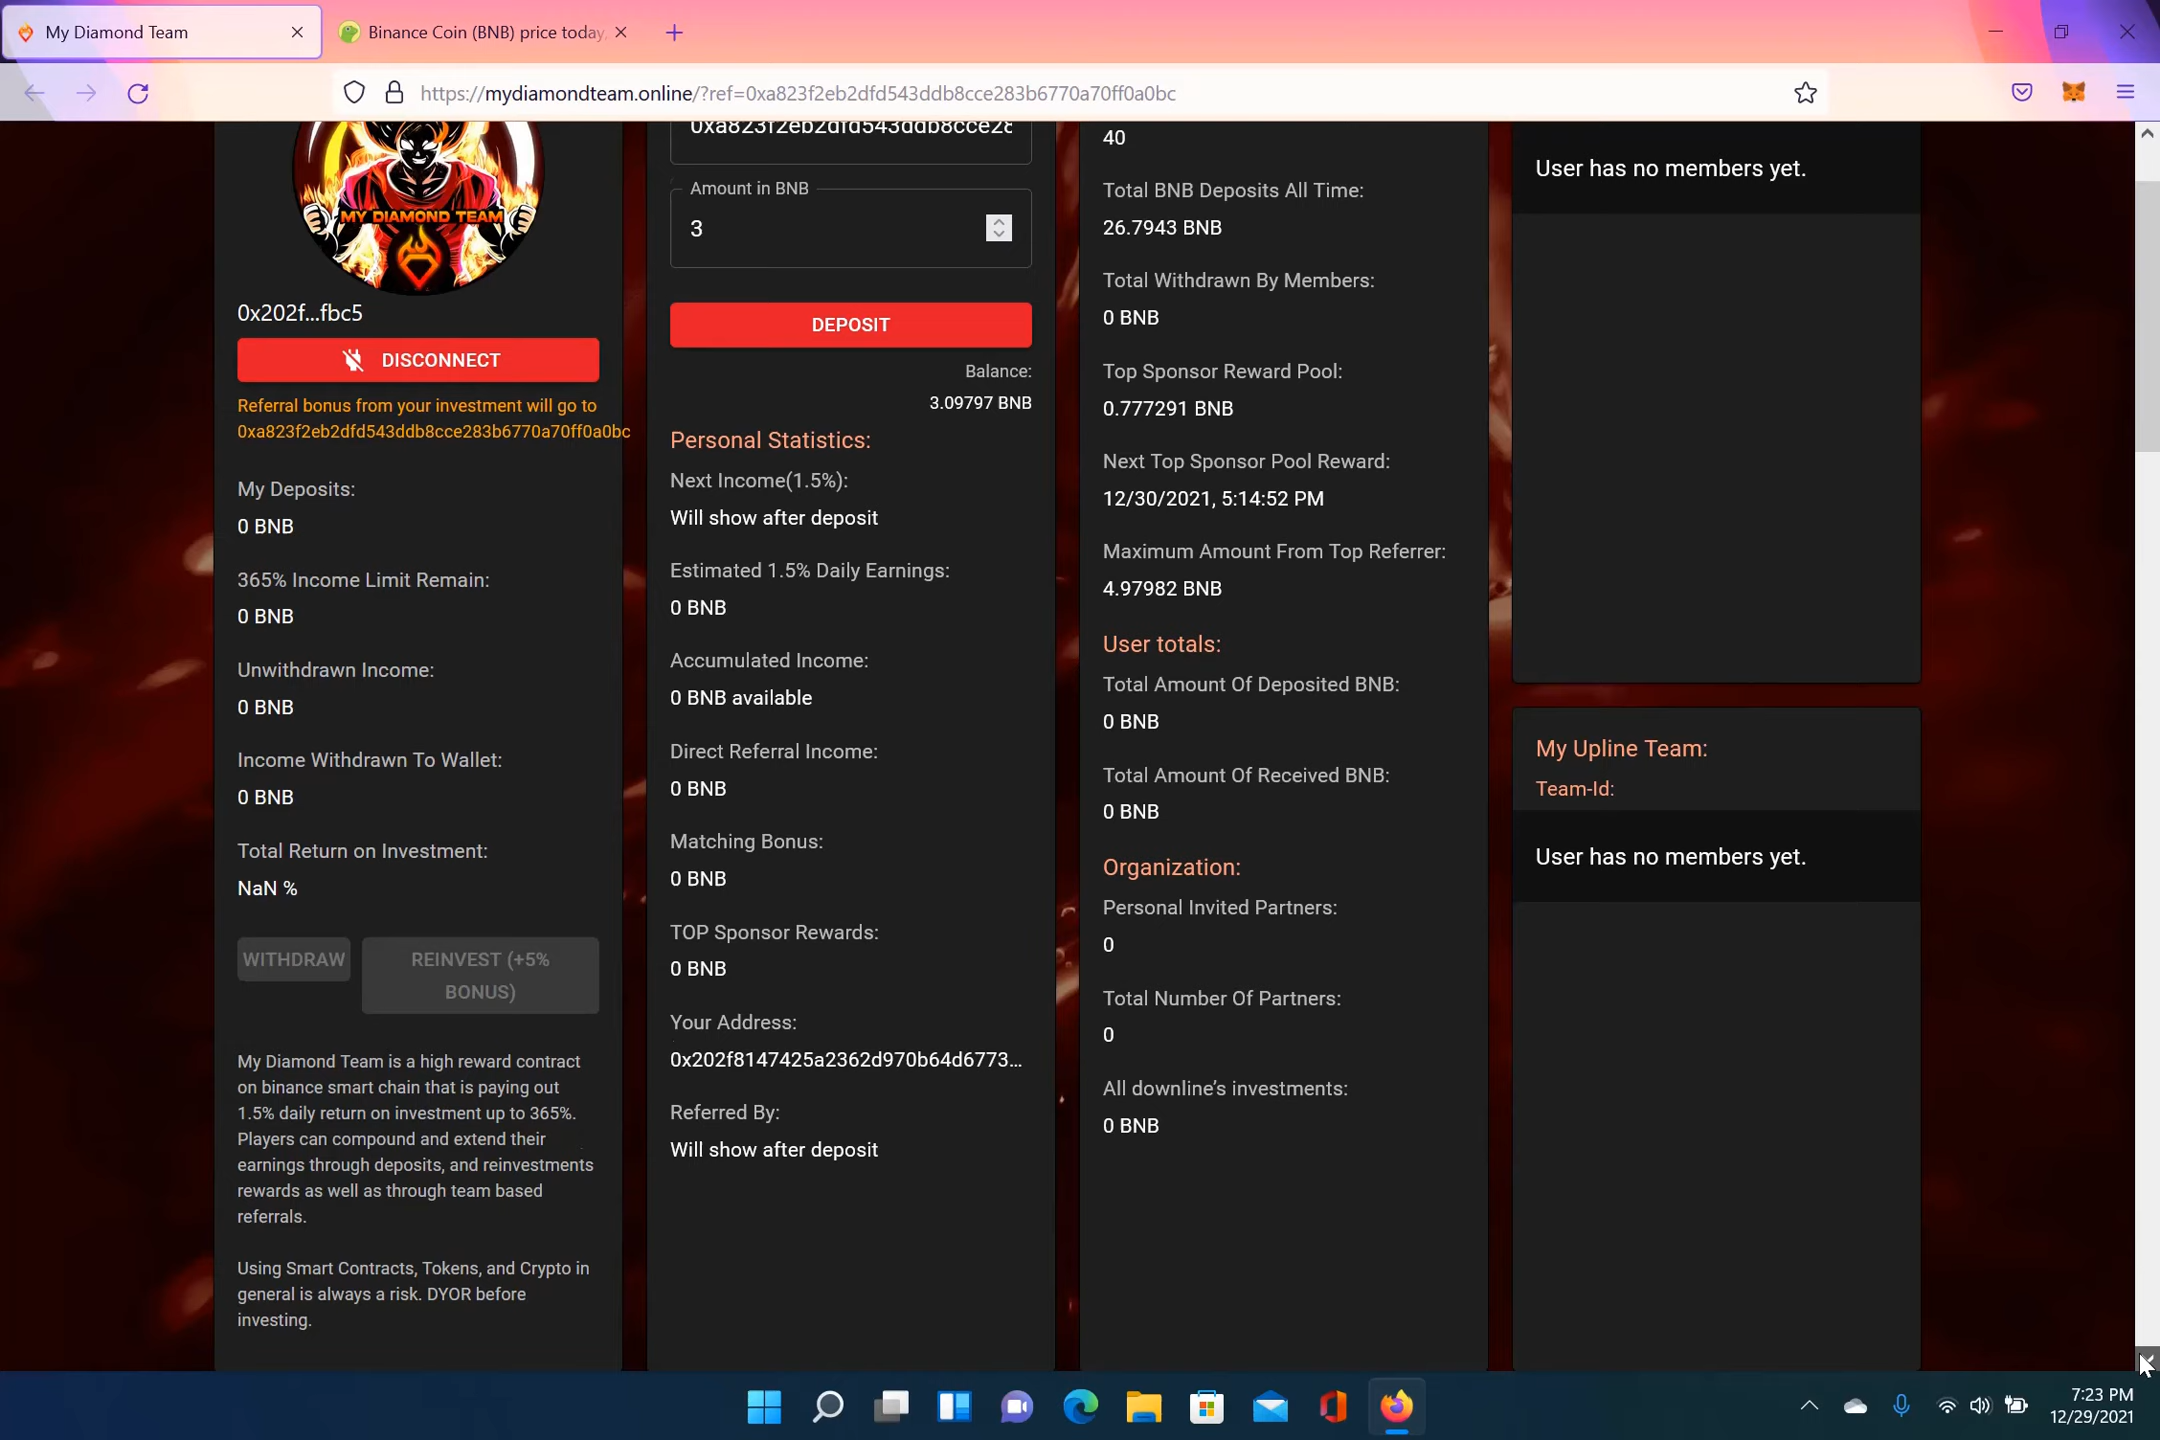 My Diamond Team
Binance Coin (BNB) price today,
https://mydiamondteam.online/?ref=0xa823f2eb2dfd543ddb8cce283b6770a70ff0a0bc
MY DIAMOND TEAM
0x202f...fbc5
DISCONNECT
Referral bonus from your investment will go to
0xa823f2eb2dfd543ddb8cce283b6770a70ff0a0bc
My Deposits:
0 BNB
365% Income Limit Remain:
0 BNB
Unwithdrawn Income:
0 BNB
Income Withdrawn To Wallet:
0 BNB
Total Return on Investment:
NaN %
WITHDRAW
REINVEST (+5%
BONUS)
My Diamond Team is a high reward contract
on binance smart chain that is paying out
1.5% daily return on investment up to 365%.
Players can compound and extend their
earnings through deposits, and reinvestments
rewards as well as through team based
referrals.
Using Smart Contracts, Tokens, and Crypto in
general is always a risk. DYOR before
investing.
0xa823f2eb2dfd543ddb8cce28
Amount in BNB
3
DEPOSIT
Balance:
3.09797 BNB
Personal Statistics:
Next Income(1.5%):
Will show after deposit
Estimated 1.5% Daily Earnings:
0 BNB
Accumulated Income:
0 BNB available
Direct Referral Income:
0 BNB
Matching Bonus:
0 BNB
TOP Sponsor Rewards:
0 BNB
Your Address:
0x202f8147425a2362d970b64d6773...
Referred By:
Will show after deposit
40
Total BNB Deposits All Time:
26.7943 BNB
Total Withdrawn By Members:
0 BNB
Top Sponsor Reward Pool:
0.777291 BNB
Next Top Sponsor Pool Reward:
12/30/2021, 5:14:52 PM
Maximum Amount From Top Referrer:
4.97982 BNB
User totals:
Total Amount Of Deposited BNB:
0 BNB
Total Amount Of Received BNB:
0 BNB
Organization:
Personal Invited Partners:
0
Total Number Of Partners:
0
All downline's investments:
0 BNB
User has no members yet.
My Upline Team:
Team-Id:
User has no members yet.
7:23 PM
12/29/2021